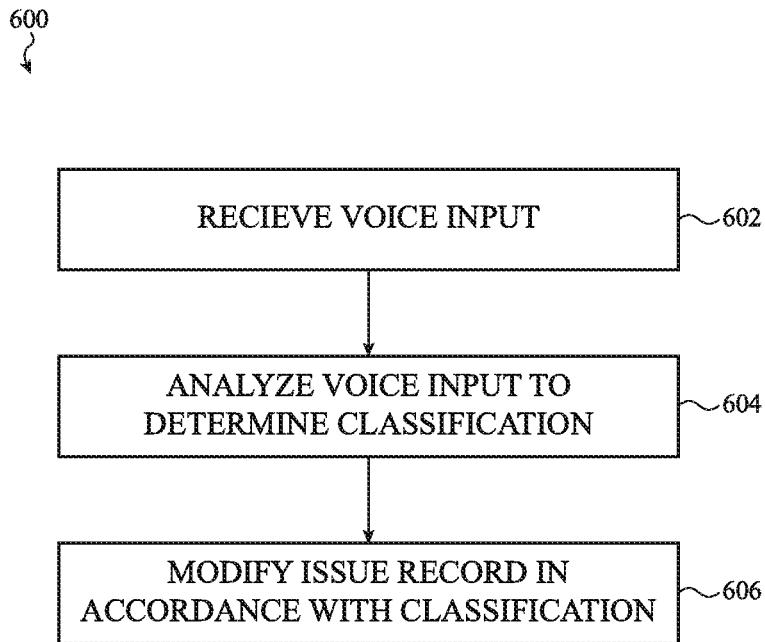 600
RECIEVE VOICE INPUT
602
ANALYZE VOICE INPUT TO
DETERMINE CLASSIFICATION
604
MODIFY ISSUE RECORD IN
ACCORDANCE WITH CLASSIFICATION
606